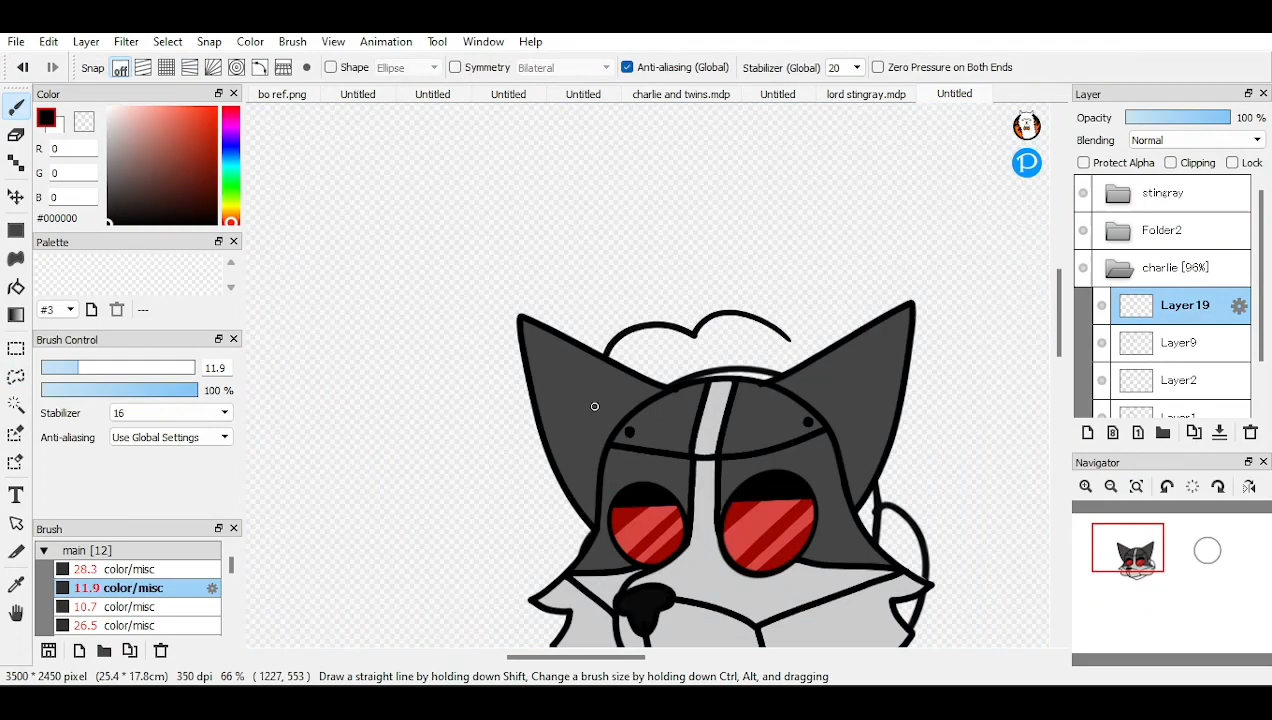 File Edit Layer Filter Select Snap Color Brush View Animation Tool Window Help
Snap off Shape Ellipse Symmetry Bilateral Anti-aliasing (Global) Stabilizer (Global) 20 Zero Pressure on Both Ends
Color
bo ref.png Untitled Untitled Untitled Untitled charlie and twins.mdp Untitled lord stingray.mdp Untitled
R 0
G 0
B 0
#000000
Palette
#3 ---
Brush Control
11.9
100 %
Stabilizer 16
Anti-aliasing Use Global Settings
Brush
main [12]
28.3 color/misc
11.9 color/misc
10.7 color/misc
26.5 color/misc
Layer
Opacity 100 %
Blending Normal
Protect Alpha Clipping Lock
stingray
Folder2
charlie [96%]
Layer19
Layer9
Layer2
Layer1
8 1
Navigator
3500 * 2450 pixel (25.4 * 17.8cm) 350 dpi 66 % ( 1227, 553 ) Draw a straight line by holding down Shift, Change a brush size by holding down Ctrl, Alt, and dragging